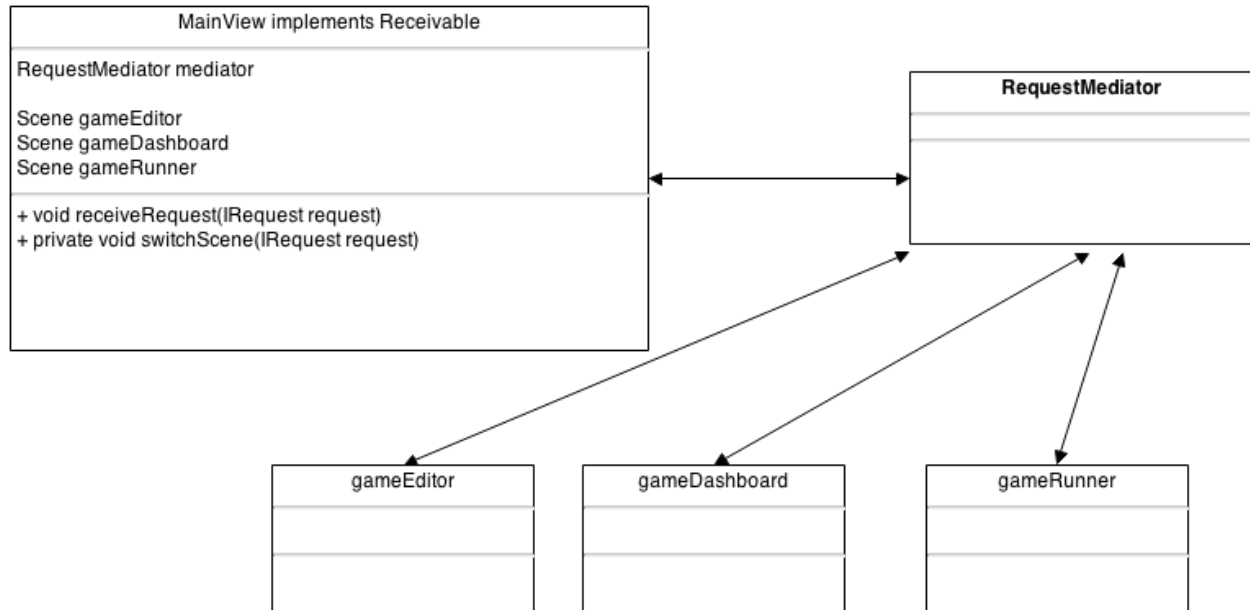 MainView implements Receivable
RequestMediator mediator
Scene gameEditor
Scene gameDashboard
Scene gameRunner
+ void receiveRequest(IRequest request)
+ private void switchScene(IRequest request)
RequestMediator
gameEditor
gameDashboard
gameRunner